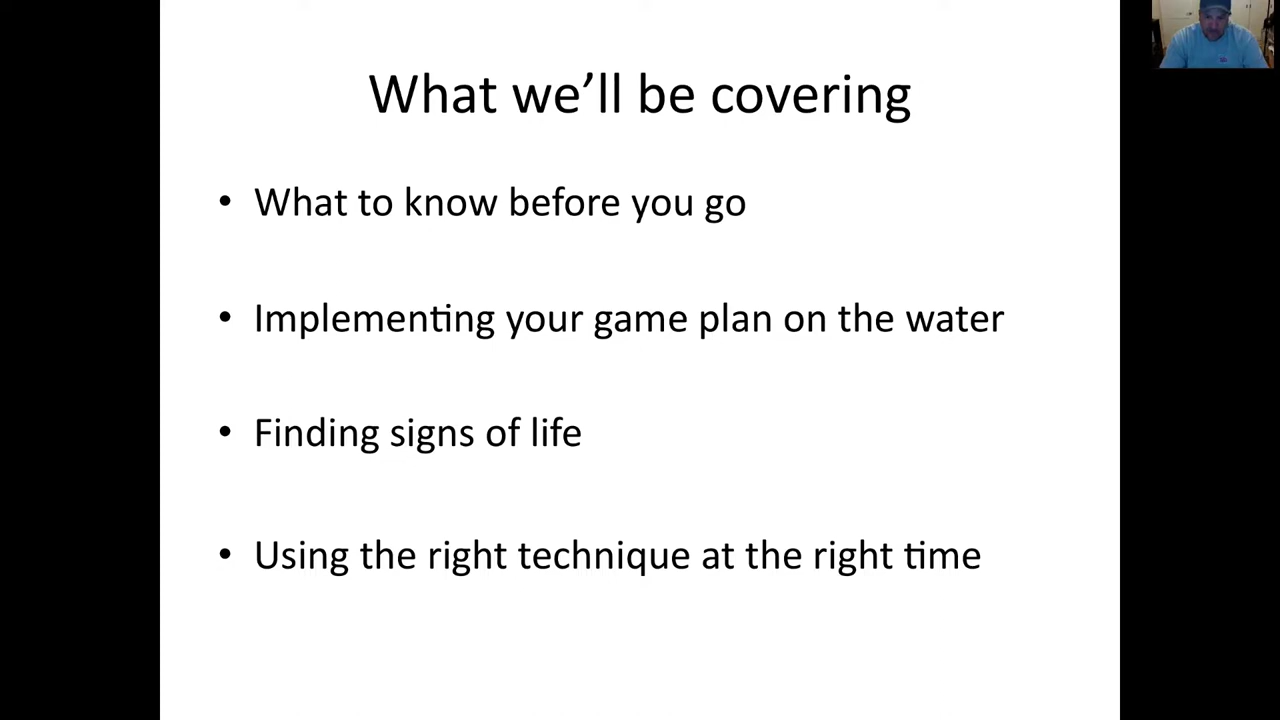 What we’ll be covering
• What to know before you go
• Implementing your game plan on the water
• Finding signs of life
• Using the right technique at the right time